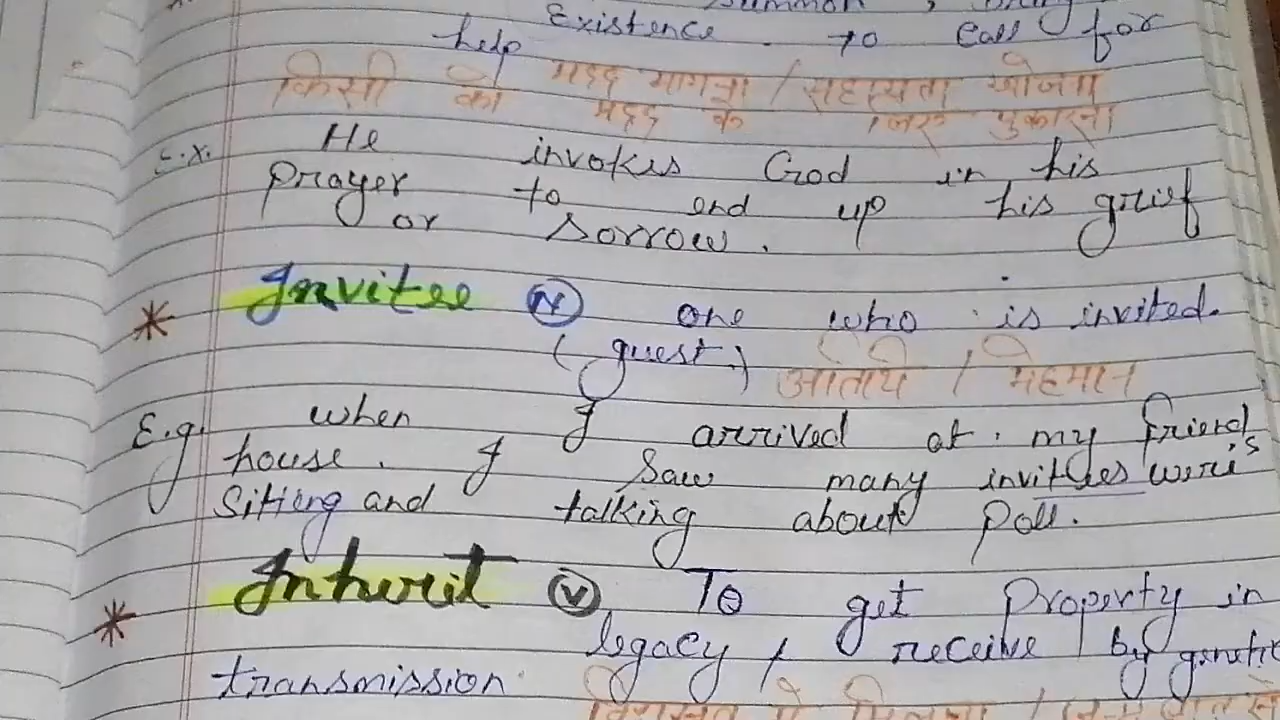 Existence. to call for
help
मदद मांगना / सहायता खोजना
किसी को मदद के लिए पुकारना
E.x. He invokes God in his
Prayer to end up his grief
or sorrow.
* Invitee (N) one who is invited.
(guest) अतिथि / मेहमान
E.g. when I arrived at my friend's
house. I saw many invitees were
sitting and talking about poll.
* Inherit (V) To get Property in
legacy / receive by genetic
transmission.